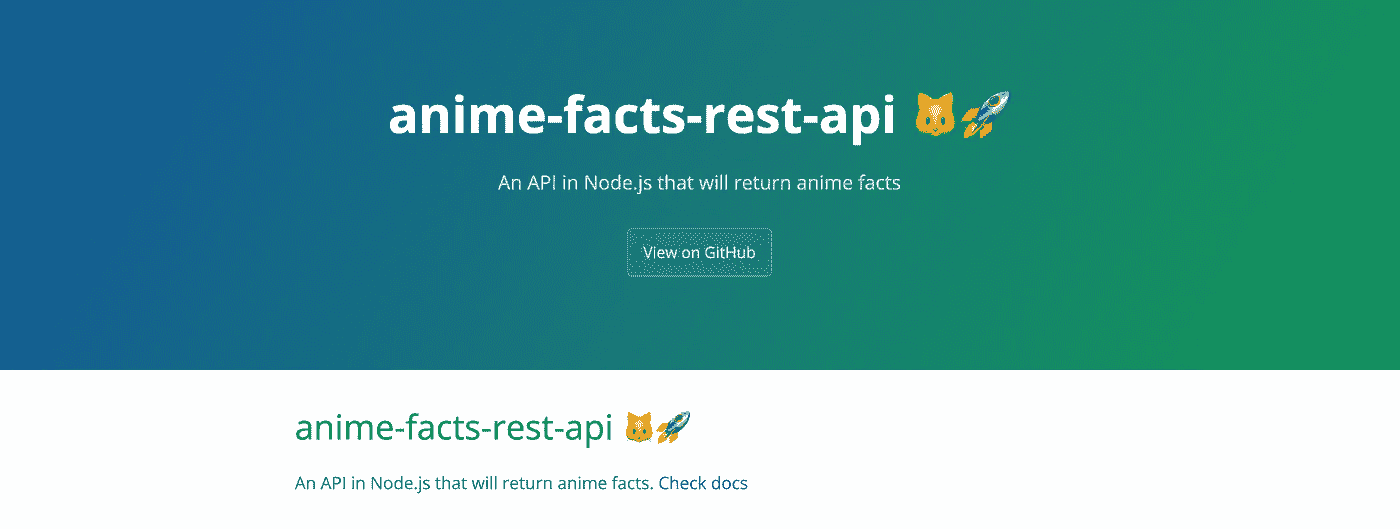 anime-facts-rest-api 🐱🚀
An API in Node.js that will return anime facts
View on GitHub
anime-facts-rest-api 🐱🚀
An API in Node.js that will return anime facts. Check docs